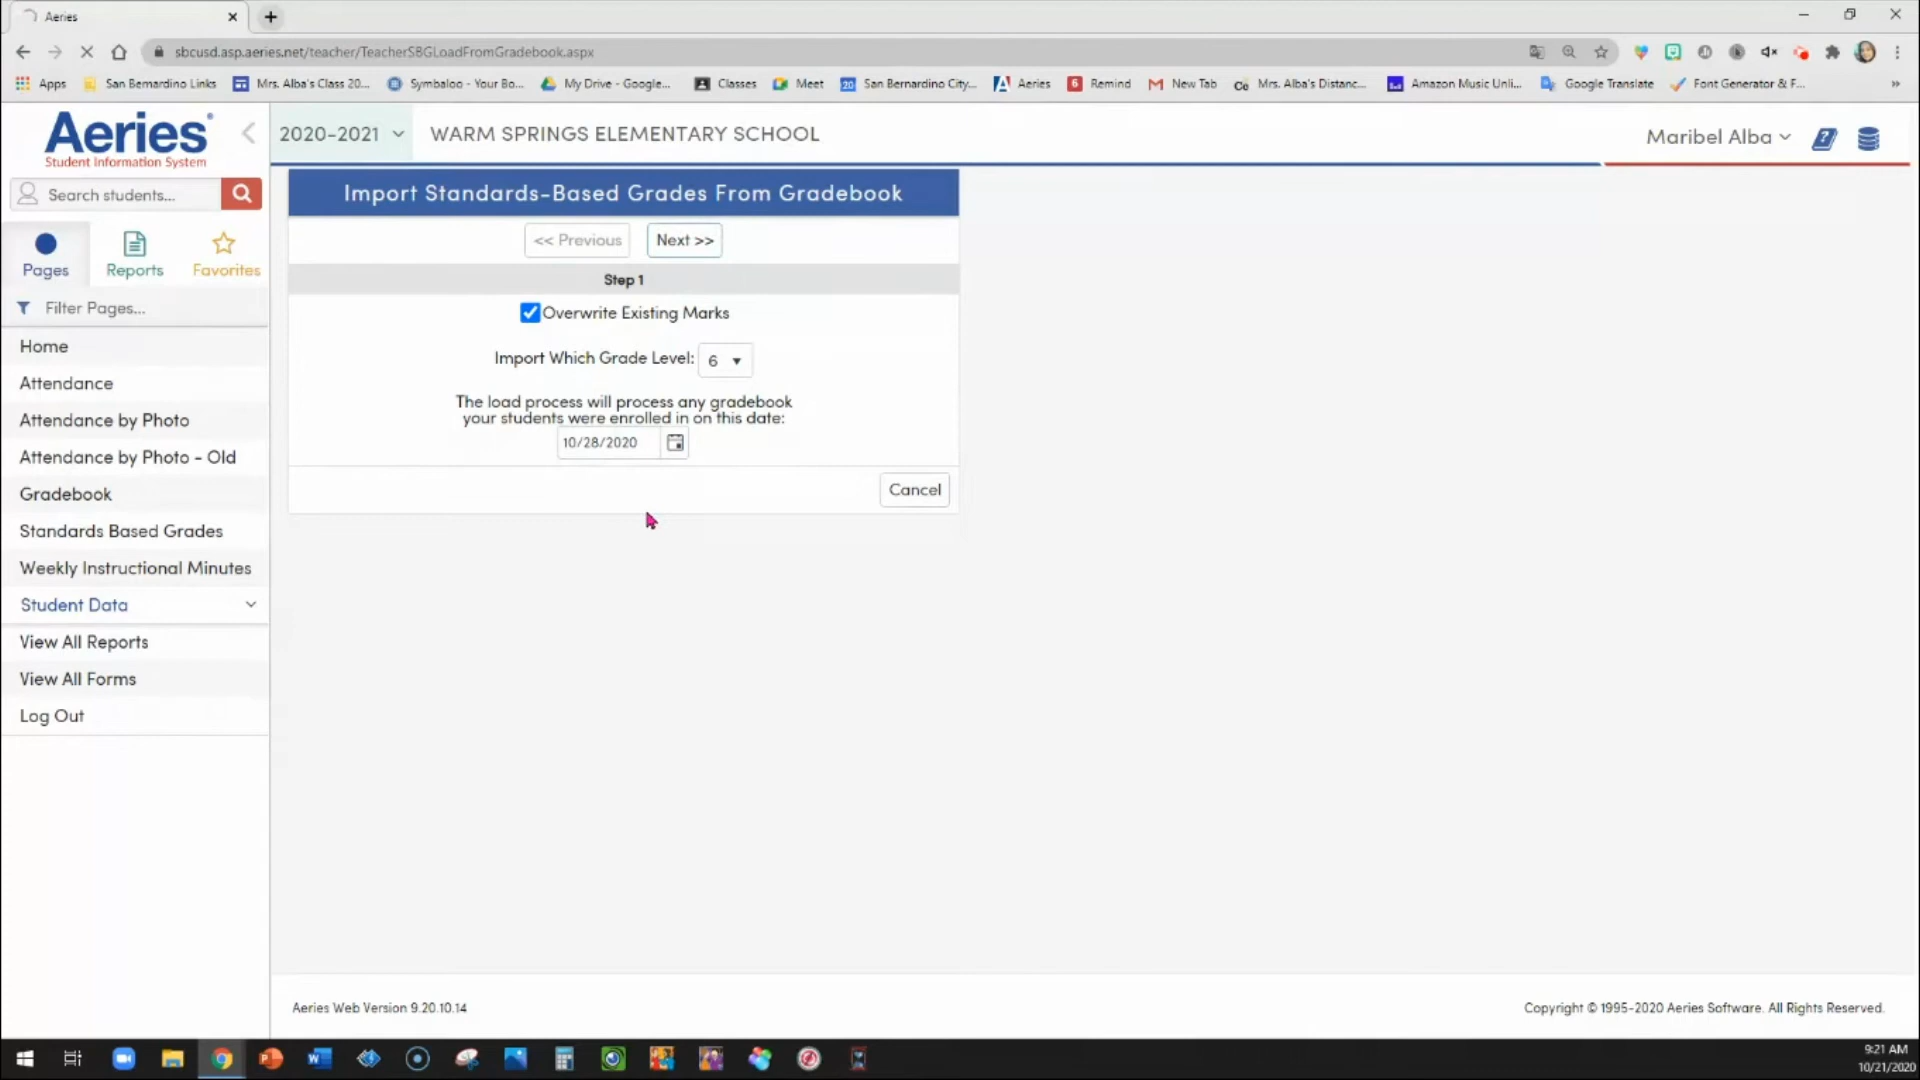 Aeries
sbcusd.asp.aeries.net/teacher/TeacherSBGLoadFromGradebook.aspx
Apps San Bernardino Links Mrs. Alba's Class 20... Symbaloo - Your Bo... My Drive - Google... Classes Meet San Bernardino City... Aeries Remind New Tab Mrs. Alba's Distanc... Amazon Music Unli... Google Translate Font Generator & F...
Aeries
Student Information System
2020-2021 WARM SPRINGS ELEMENTARY SCHOOL
Maribel Alba
Search students...
Pages Reports Favorites
Filter Pages...
Home
Attendance
Attendance by Photo
Attendance by Photo - Old
Gradebook
Standards Based Grades
Weekly Instructional Minutes
Student Data
View All Reports
View All Forms
Log Out
Import Standards-Based Grades From Gradebook
<< Previous Next >>
Step 1
Overwrite Existing Marks
Import Which Grade Level: 6
The load process will process any gradebook
your students were enrolled in on this date:
10/28/2020
Cancel
Aeries Web Version 9.20.10.14
Copyright © 1995-2020 Aeries Software. All Rights Reserved.
9:21 AM
10/21/2020